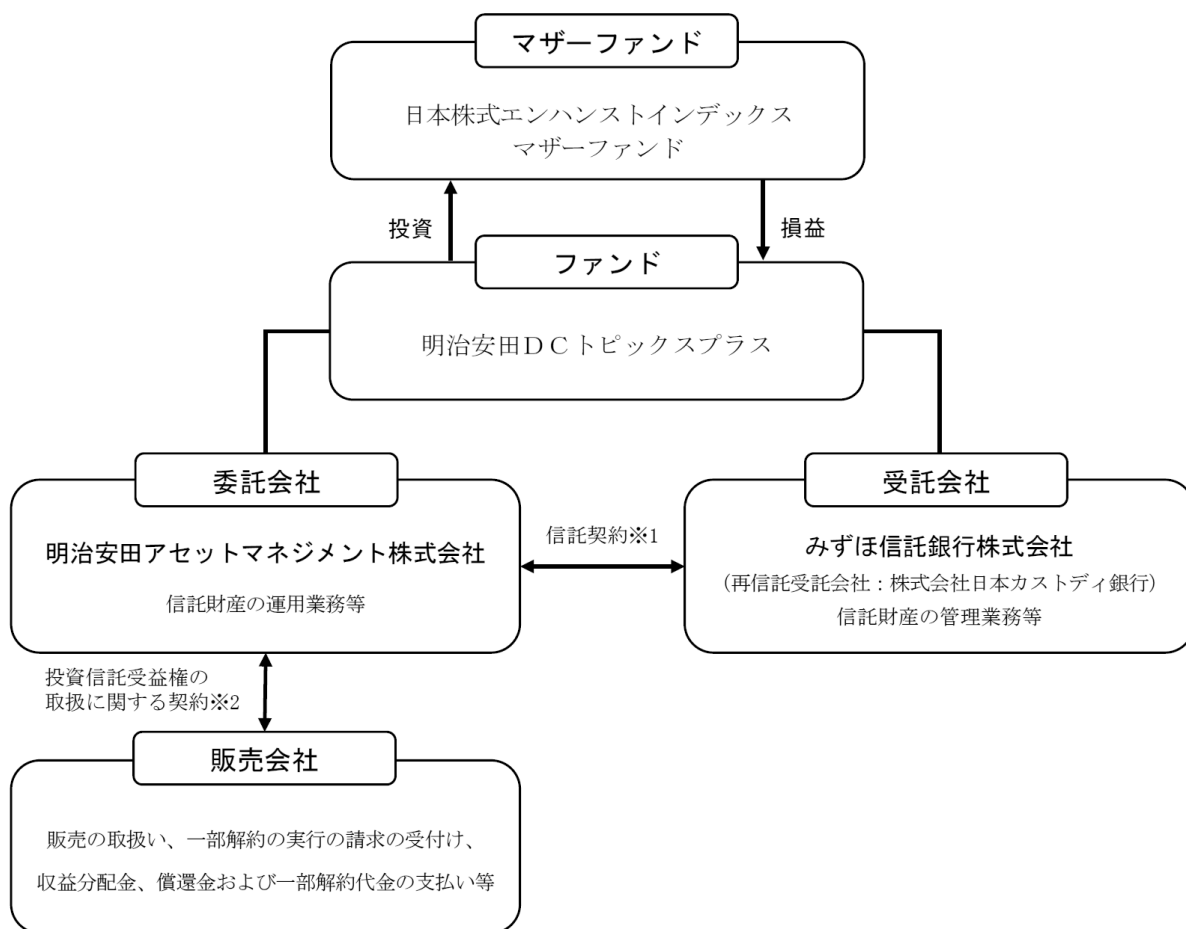 マザーファンド
日本株式エンハンストインデックス
マザーファンド
投資
損益
ファンド
明治安田DCトピックスプラス
委託会社
明治安田アセットマネジメント株式会社
信託財産の運用業務等
信託契約※1
受託会社
みずほ信託銀行株式会社
(再信託受託会社:株式会社日本カストディ銀行)
信託財産の管理業務等
投資信託受益権の
取扱に関する契約※2
販売会社
販売の取扱い、一部解約の実行の請求の受付け、
収益分配金、償還金および一部解約代金の支払い等